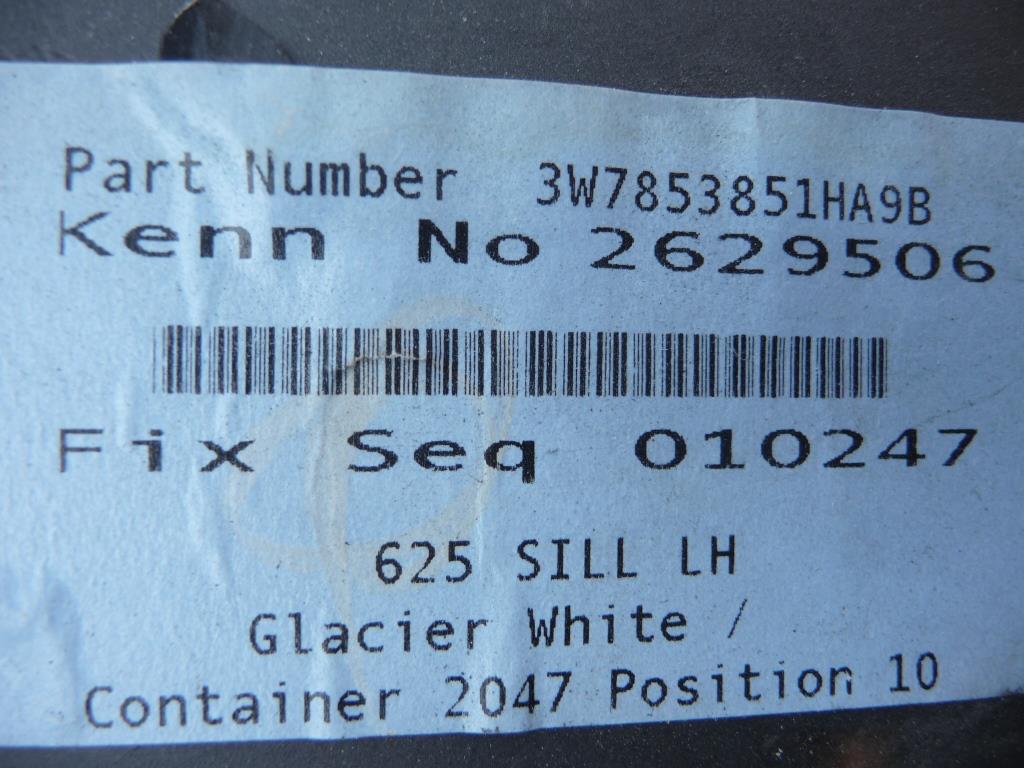 Part Number 3W7853851HA9B
Kenn No 2629506
Fix Seq 010247
625 SILL LH
Glacier White /
Container 2047 Position 10